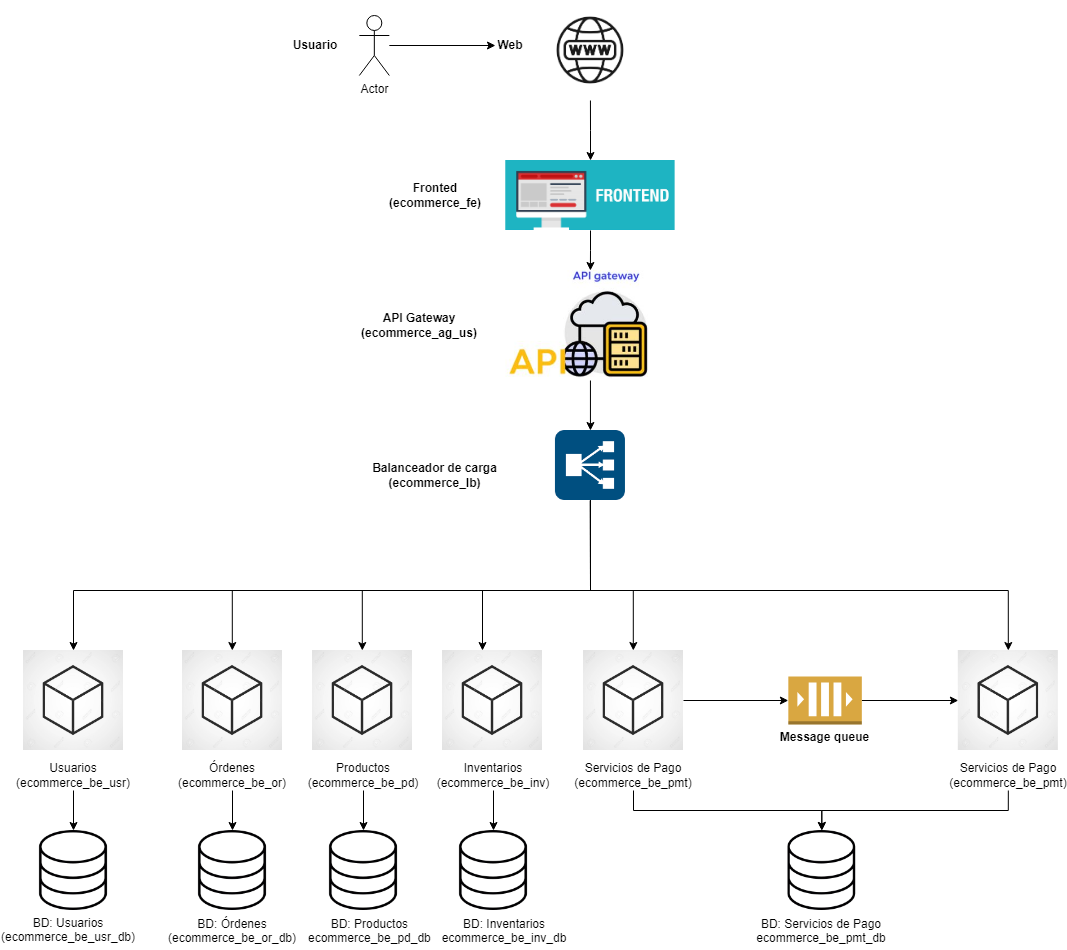 Usuario
Web
WWW
Actor
Fronted
(ecommerce_fe)
FRONTEND
API gateway
API Gateway
(ecommerce_ag_us)
API
Balanceador de carga
(ecommerce_lb)
Message queue
Usuarios
(ecommerce_be_usr)
Órdenes
(ecommerce_be_or)
Productos
(ecommerce_be_pd)
Inventarios
(ecommerce_be_inv)
Servicios de Pago
(ecommerce_be_pmt)
Servicios de Pago
(ecommerce_be_pmt)
BD: Usuarios
(ecommerce_be_usr_db)
BD: Órdenes
(ecommerce_be_or_db)
BD: Productos
ecommerce_be_pd_db
BD: Inventarios
ecommerce_be_inv_db
BD: Servicios de Pago
ecommerce_be_pmt_db